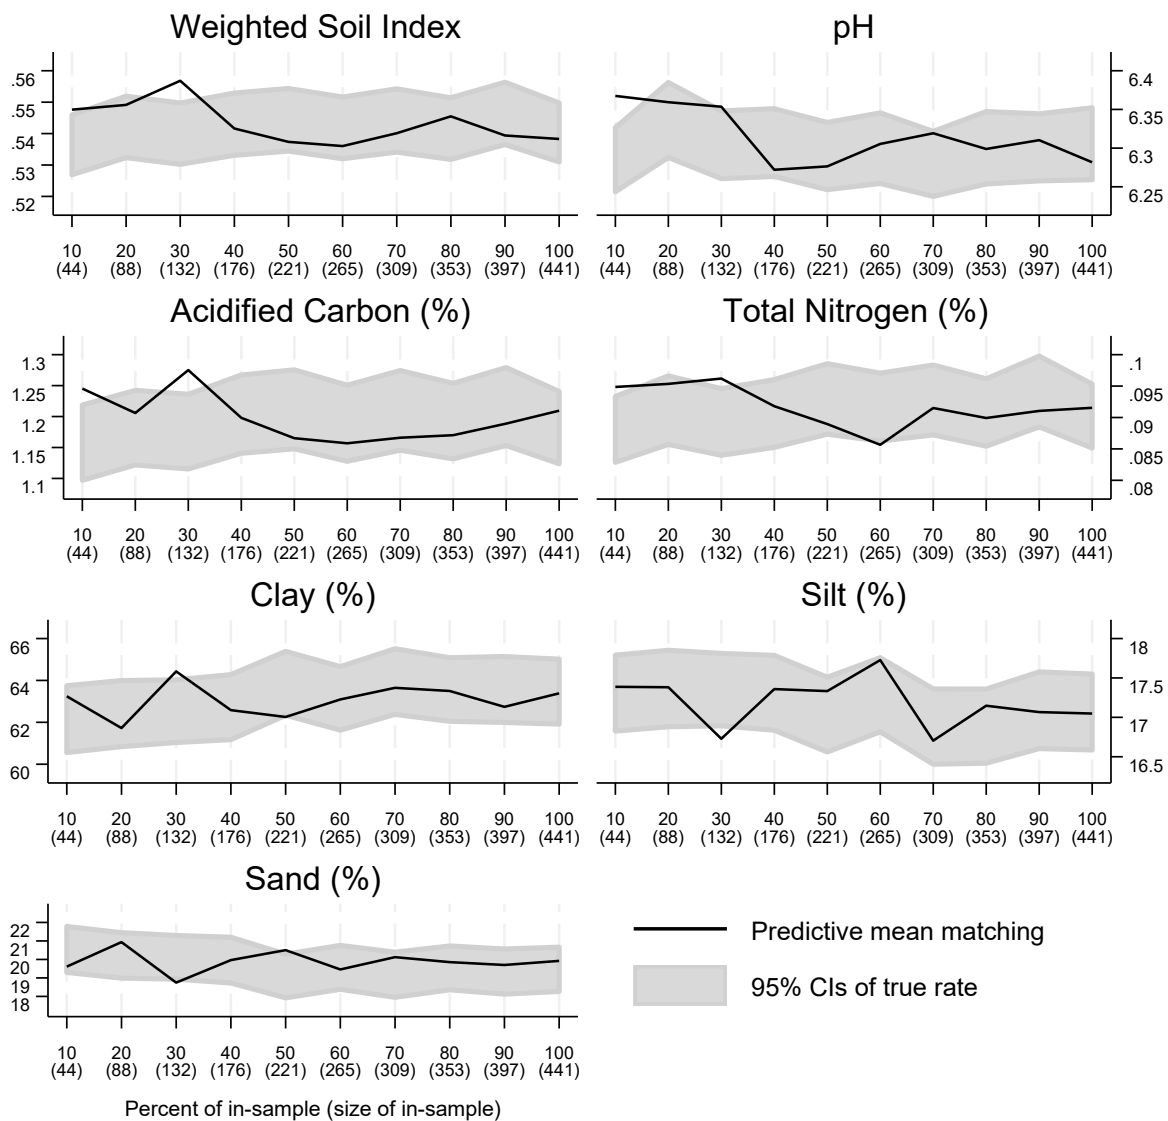 Weighted Soil Index
.56
.55
.54
.53
.52
10 20 30 40 50 60 70 80 90 100
(44) (88) (132) (176) (221) (265) (309) (353) (397) (441)
pH
6.4
6.35
6.3
6.25
10 20 30 40 50 60 70 80 90 100
(44) (88) (132) (176) (221) (265) (309) (353) (397) (441)
Acidified Carbon (%)
1.3
1.25
1.2
1.15
1.1
10 20 30 40 50 60 70 80 90 100
(44) (88) (132) (176) (221) (265) (309) (353) (397) (441)
Total Nitrogen (%)
.1
.095
.09
.085
.08
10 20 30 40 50 60 70 80 90 100
(44) (88) (132) (176) (221) (265) (309) (353) (397) (441)
Clay (%)
66
64
62
60
10 20 30 40 50 60 70 80 90 100
(44) (88) (132) (176) (221) (265) (309) (353) (397) (441)
Silt (%)
18
17.5
17
16.5
10 20 30 40 50 60 70 80 90 100
(44) (88) (132) (176) (221) (265) (309) (353) (397) (441)
Sand (%)
22
21
20
19
18
10 20 30 40 50 60 70 80 90 100
(44) (88) (132) (176) (221) (265) (309) (353) (397) (441)
Percent of in-sample (size of in-sample)
Predictive mean matching
95% CIs of true rate